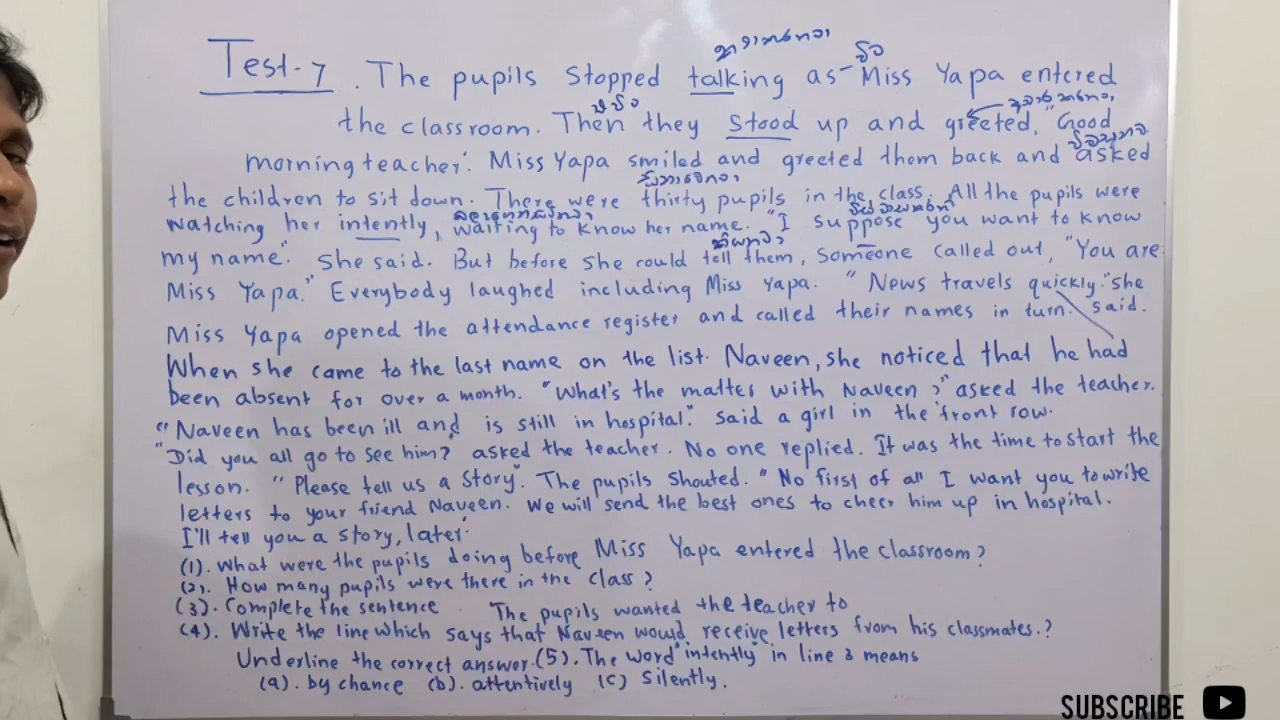 Test-7. The pupils stopped talking as Miss Yapa entered
the classroom. Then they stood up and greeted, "Good
morning teacher". Miss Yapa smiled and greeted them back and asked
the children to sit down. There were thirty pupils in the class. All the pupils were
watching her intently, waiting to know her name. "I suppose you want to know
my name." she said. But before she could tell them, someone called out, "You are
Miss Yapa." Everybody laughed including Miss Yapa. "News travels quickly." she
said.
Miss Yapa opened the attendance register and called their names in turn.
When she came to the last name on the list. Naveen, she noticed that he had
been absent for over a month. "What's the matter with Naveen ?" asked the teacher.
"Naveen has been ill and is still in hospital." said a girl in the front row.
"Did you all go to see him?" asked the teacher. No one replied. It was the time to start the
lesson. "Please tell us a story". The pupils shouted. "No first of all I want you to write
letters to your friend Naveen. We will send the best ones to cheer him up in hospital.
I'll tell you a story, later."
(1). What were the pupils doing before Miss Yapa entered the classroom?
(2). How many pupils were there in the class?
(3). Complete the sentence The pupils wanted the teacher to
(4). Write the line which says that Naveen would receive letters from his classmates.?
Underline the correct answer. (5). The word "intently" in line 3 means
(a). by chance (b). attentively (c) Silently.
SUBSCRIBE